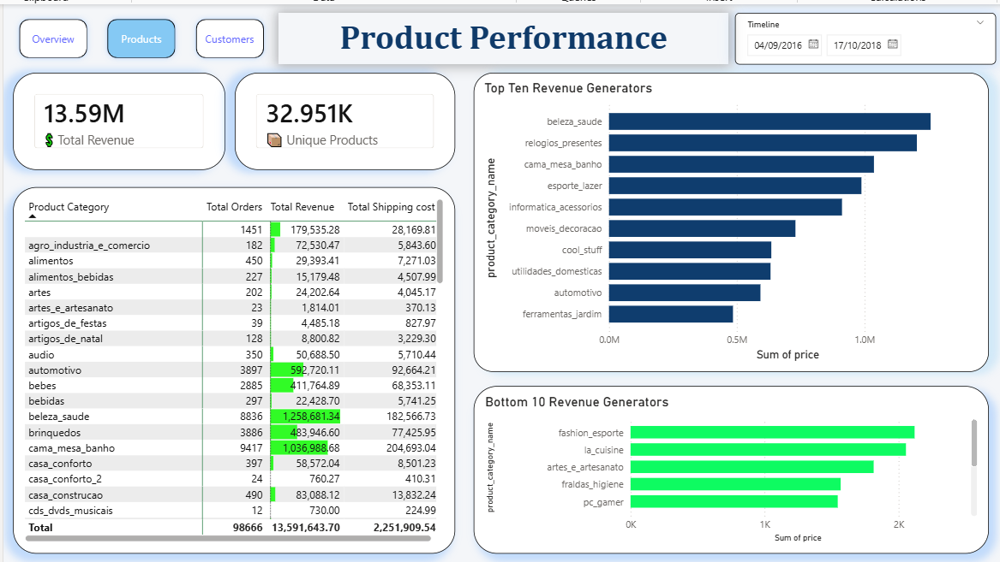 Overview
Products
Customers
Product Performance
Timeline
04/09/2016
17/10/2018
13.59M
Total Revenue
32.951K
Unique Products
Product Category Total Orders Total Revenue Total Shipping cost
1451 179,535.28 28,169.81
agro_industria_e_comercio 182 72,530.47 5,843.60
alimentos 450 29,393.41 7,271.03
alimentos_bebidas 227 15,179.48 4,507.99
artes 202 24,202.64 4,045.17
artes_e_artesanato 23 1,814.01 370.13
artigos_de_festas 39 4,485.18 827.97
artigos_de_natal 128 8,800.82 3,229.30
audio 350 50,688.50 5,710.44
automotivo 3897 592,720.11 92,664.21
bebes 2885 411,764.89 68,353.11
bebidas 297 22,428.70 5,741.25
beleza_saude 8836 1,258,681.34 182,566.73
brinquedos 3886 483,946.60 77,425.95
cama_mesa_banho 9417 1,036,988.68 204,693.04
casa_conforto 397 58,572.04 8,501.23
casa_conforto_2 24 760.27 410.31
casa_construcao 490 83,088.12 13,832.24
cds_dvds_musicais 12 730.00 224.99
Total 98666 13,591,643.70 2,251,909.54
Top Ten Revenue Generators
product_category_name
beleza_saude
relogios_presentes
cama_mesa_banho
esporte_lazer
informatica_acessorios
moveis_decoracao
cool_stuff
utilidades_domesticas
automotivo
ferramentas_jardim
0.0M 0.5M 1.0M
Sum of price
Bottom 10 Revenue Generators
product_category_name
fashion_esporte
la_cuisine
artes_e_artesanato
fraldas_higiene
pc_gamer
0K 1K 2K
Sum of price